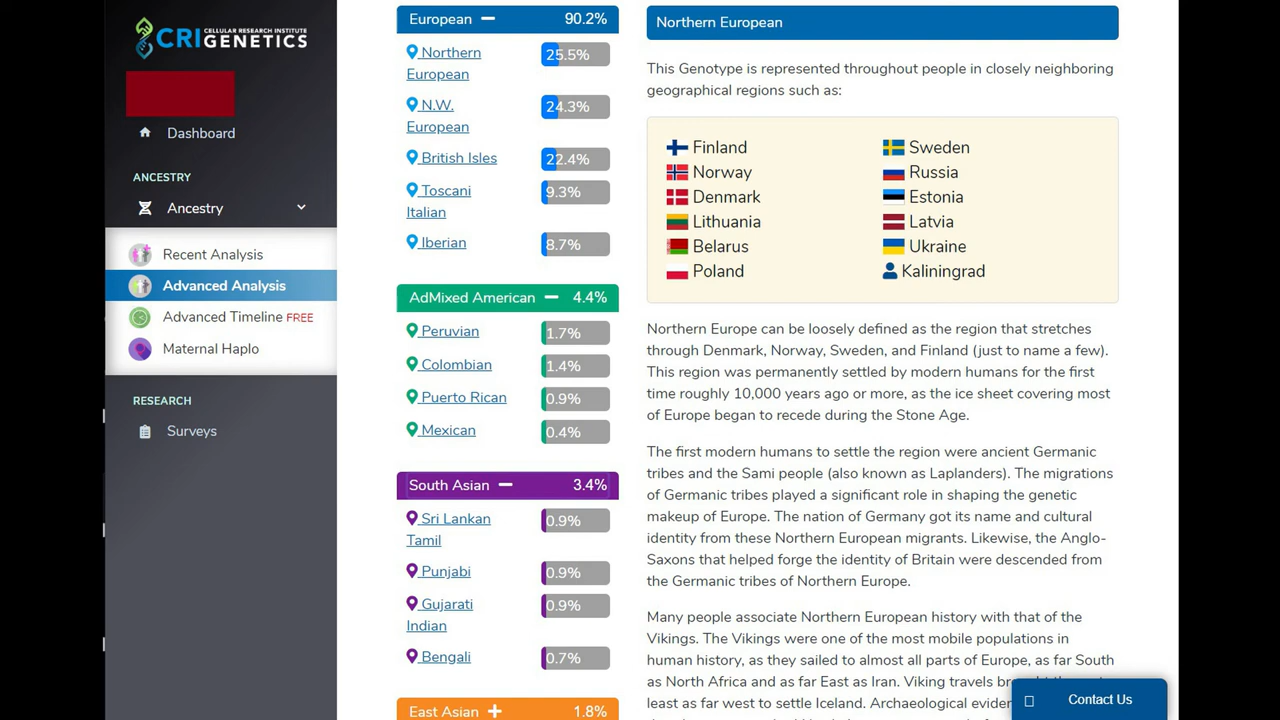 CELLULAR RESEARCH INSTITUTE
CRIGENETICS
Dashboard
ANCESTRY
Ancestry
Recent Analysis
Advanced Analysis
Advanced Timeline FREE
Maternal Haplo
RESEARCH
Surveys
European 90.2%
Northern European 25.5%
N.W. European 24.3%
British Isles 22.4%
Toscani Italian 9.3%
Iberian 8.7%
AdMixed American 4.4%
Peruvian 1.7%
Colombian 1.4%
Puerto Rican 0.9%
Mexican 0.4%
South Asian 3.4%
Sri Lankan Tamil 0.9%
Punjabi 0.9%
Gujarati Indian 0.9%
Bengali 0.7%
East Asian 1.8%
Northern European
This Genotype is represented throughout people in closely neighboring
geographical regions such as:
Finland Sweden
Norway Russia
Denmark Estonia
Lithuania Latvia
Belarus Ukraine
Poland Kaliningrad
Northern Europe can be loosely defined as the region that stretches
through Denmark, Norway, Sweden, and Finland (just to name a few).
This region was permanently settled by modern humans for the first
time roughly 10,000 years ago or more, as the ice sheet covering most
of Europe began to recede during the Stone Age.
The first modern humans to settle the region were ancient Germanic
tribes and the Sami people (also known as Laplanders). The migrations
of Germanic tribes played a significant role in shaping the genetic
makeup of Europe. The nation of Germany got its name and cultural
identity from these Northern European migrants. Likewise, the Anglo-
Saxons that helped forge the identity of Britain were descended from
the Germanic tribes of Northern Europe.
Many people associate Northern European history with that of the
Vikings. The Vikings were one of the most mobile populations in
human history, as they sailed to almost all parts of Europe, as far South
as North Africa and as far East as Iran. Viking travels
least as far west to settle Iceland. Archaeological
Contact Us